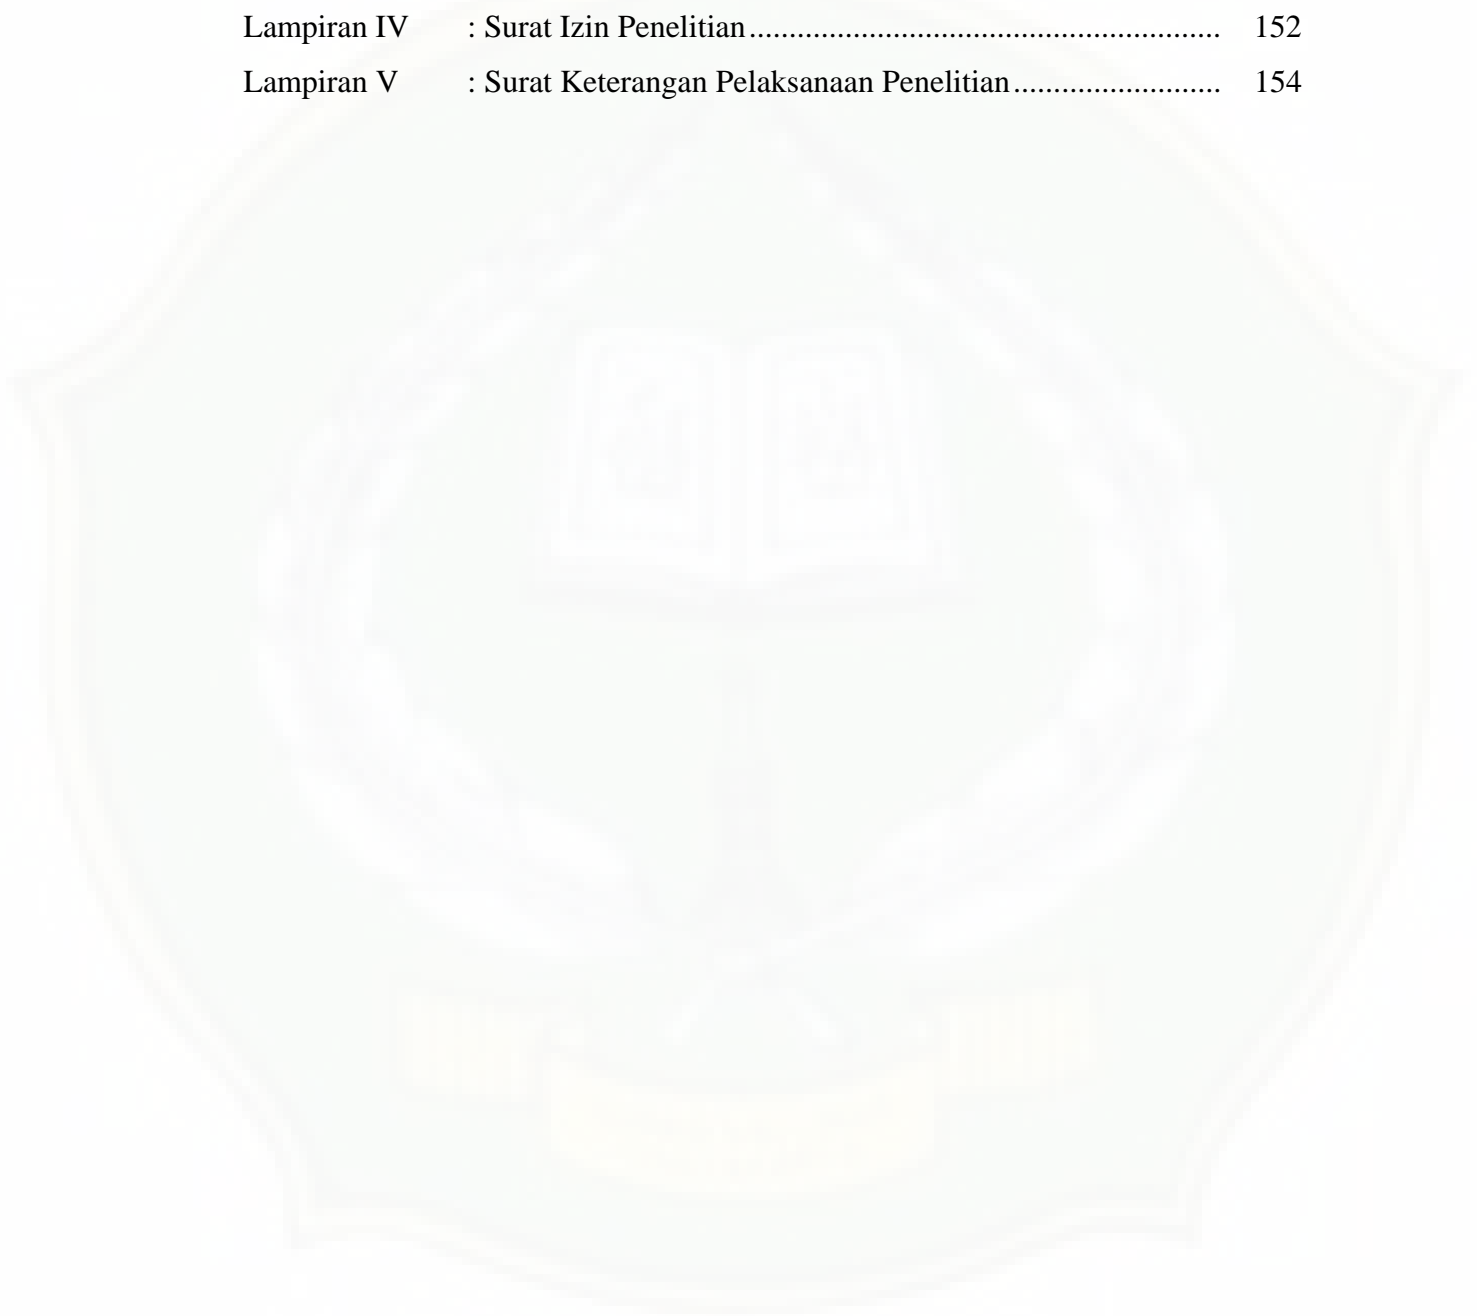 Lampiran IV : Surat Izin Penelitian........................................................... 152
Lampiran V : Surat Keterangan Pelaksanaan Penelitian.......................... 154